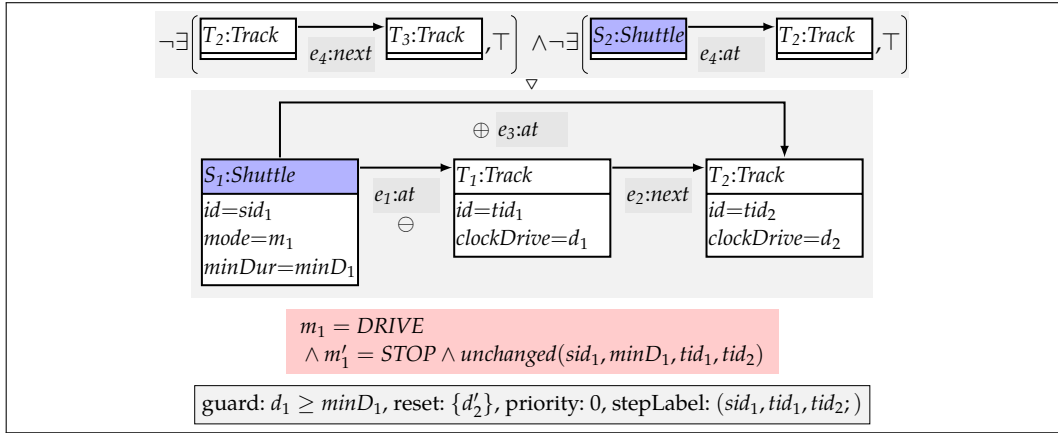 ¬∃( T₂:Track e₄:next T₃:Track ,⊤) ∧¬∃( S₂:Shuttle e₄:at T₂:Track ,⊤)
▽
⊕ e₃:at
S₁:Shuttle e₁:at ⊖ T₁:Track e₂:next T₂:Track
id=sid₁ id=tid₁ id=tid₂
mode=m₁ clockDrive=d₁ clockDrive=d₂
minDur=minD₁
m₁ = DRIVE
∧ m₁′ = STOP ∧ unchanged(sid₁, minD₁, tid₁, tid₂)
guard: d₁ ≥ minD₁, reset: {d₂′}, priority: 0, stepLabel: (sid₁, tid₁, tid₂; )